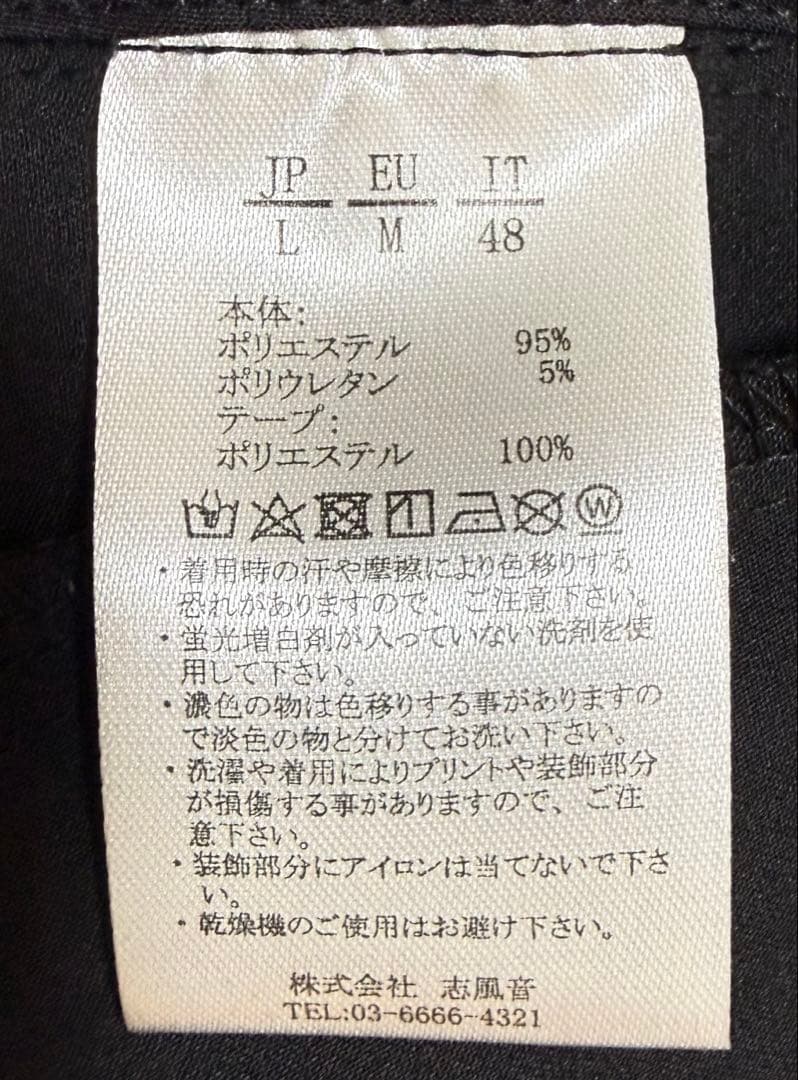 JP EU IT
L M 48
本体:
ポリエステル 95%
ポリウレタン 5%
テープ:
ポリエステル 100%
W
・着用時の汗や摩擦により色移りする
恐れがありますので、ご注意下さい。
・蛍光増白剤が入っていない洗剤を使
用して下さい。
・濃色の物は色移りする事がありますの
で淡色の物と分けてお洗い下さい。
・洗濯や着用によりプリントや装飾部分
が損傷する事がありますので、ご注
意下さい。
・装飾部分にアイロンは当てないで下さ
い。
・乾燥機のご使用はお避け下さい。
株式会社 志風音
TEL:03-6666-4321